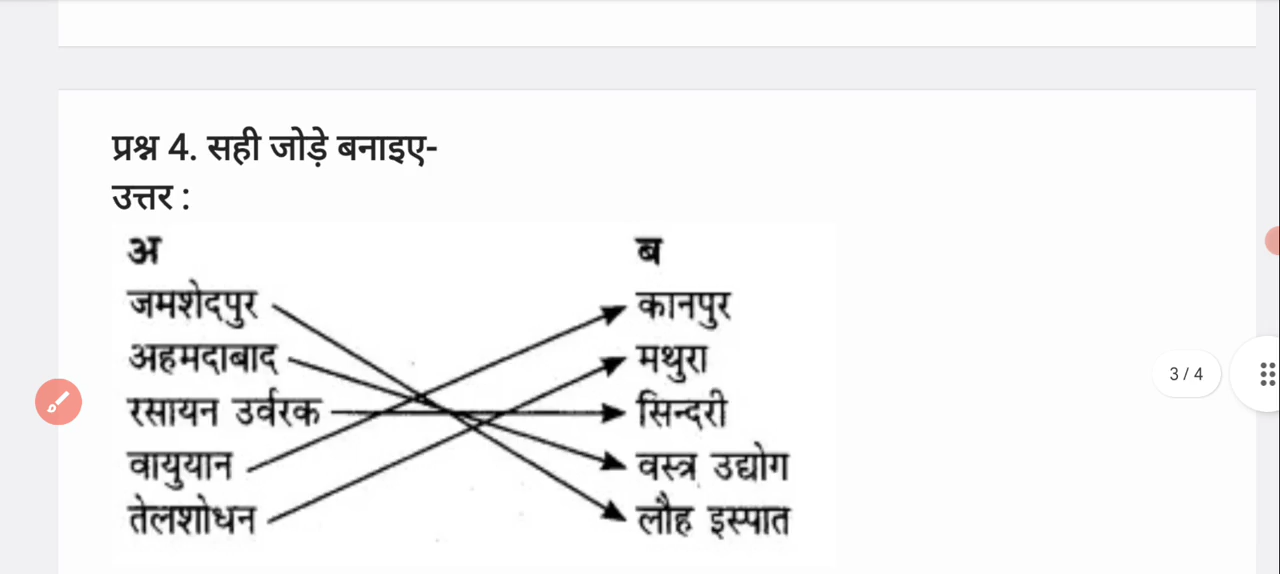 प्रश्न 4. सही जोड़े बनाइए-
उत्तर :
अ ब
जमशेदपुर कानपुर
अहमदाबाद मथुरा
रसायन उर्वरक सिन्दरी
वायुयान वस्त्र उद्योग
तेलशोधन लौह इस्पात
3 / 4